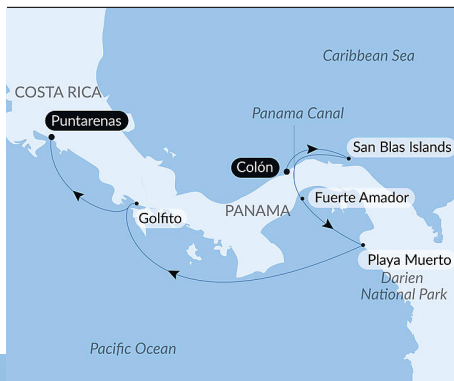 Caribbean Sea
COSTA RICA
Panama Canal
Puntarenas
San Blas Islands
Colón
Fuerte Amador
PANAMA
Golfito
Playa Muerto
Darien
National Park
Pacific Ocean